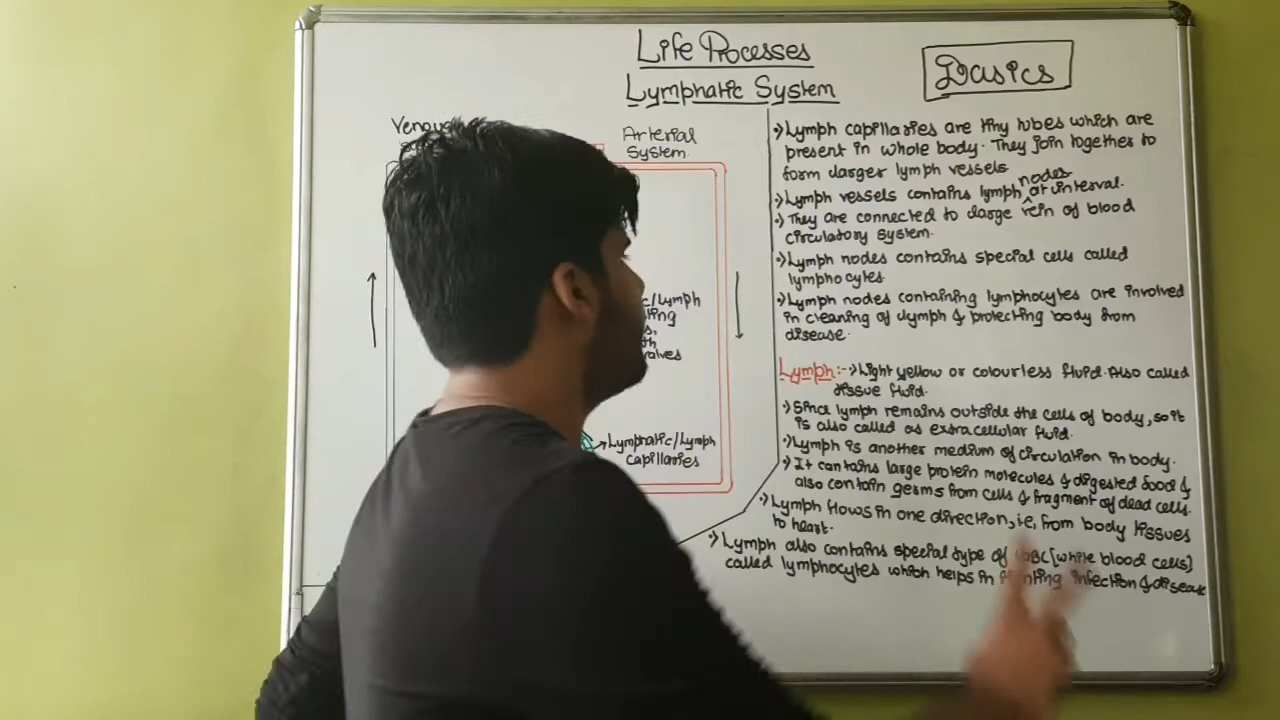 Life Processes
Lymphatic System
Basics
Arterial
System.
c/Lymph
valves
Lymphatic/Lymph
capillaries
Lymph capillaries are tiny tubes which are
present in whole body. They join together to
form larger lymph vessels
nodes
Lymph vessels contains lymph ^ at interval.
They are connected to large vein of blood
circulatory system.
Lymph nodes contains special cells called
lymphocytes
Lymph nodes containing lymphocytes are involved
in cleaning of lymph & protecting body from
disease.
Lymph:- Light yellow or colourless fluid. Also called
tissue fluid.
Since lymph remains outside the cells of body, so it
is also called as extracellular fluid.
Lymph is another medium of circulation in body.
It contains large protein molecules & digested food &
also contain germs from cells & fragment of dead cells.
Lymph flows in one direction, i.e, from body tissues
to heart.
Lymph also contains special type of WBC [white blood cells]
called lymphocytes which helps in infection & disease